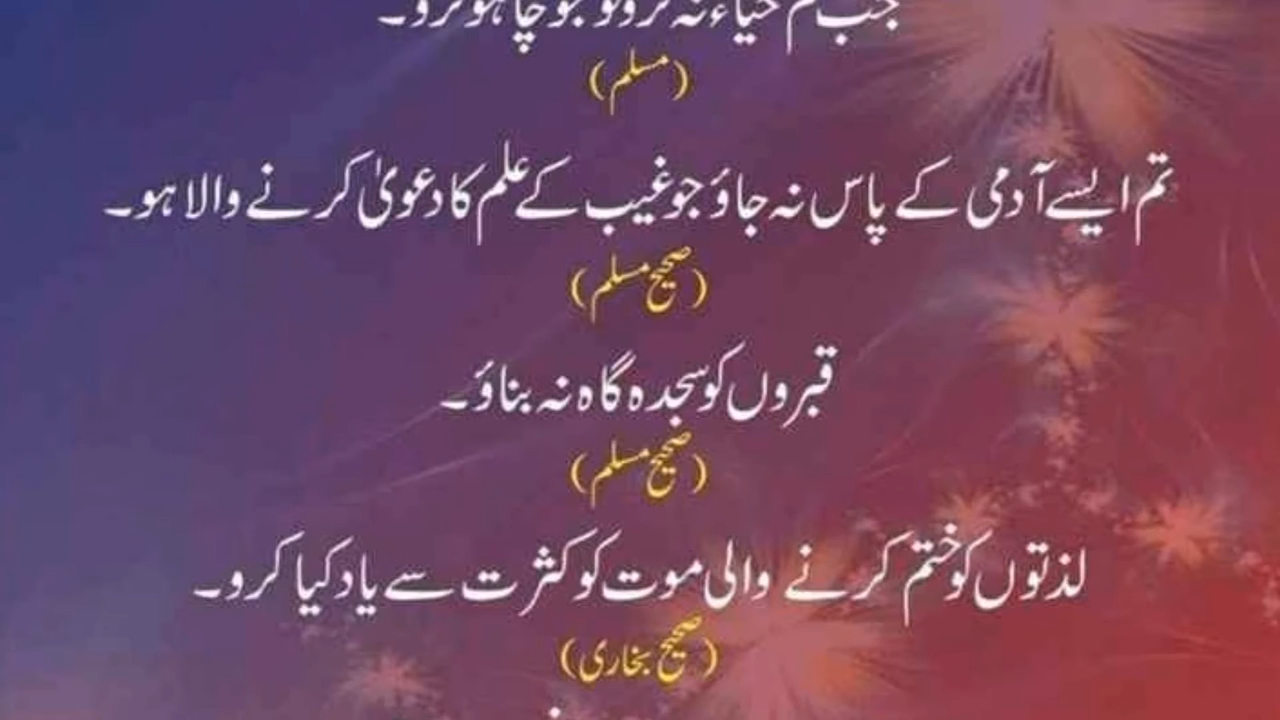 جب تم حیاء نہ کرو تو جو چاہو کرو۔
(مسلم)
تم ایسے آدمی کے پاس نہ جاؤ جو غیب کے علم کا دعویٰ کرنے والا ہو۔
(صحیح مسلم)
قبروں کو سجدہ گاہ نہ بناؤ۔
(صحیح مسلم)
لذتوں کو ختم کرنے والی موت کو کثرت سے یاد کیا کرو۔
(صحیح بخاری)